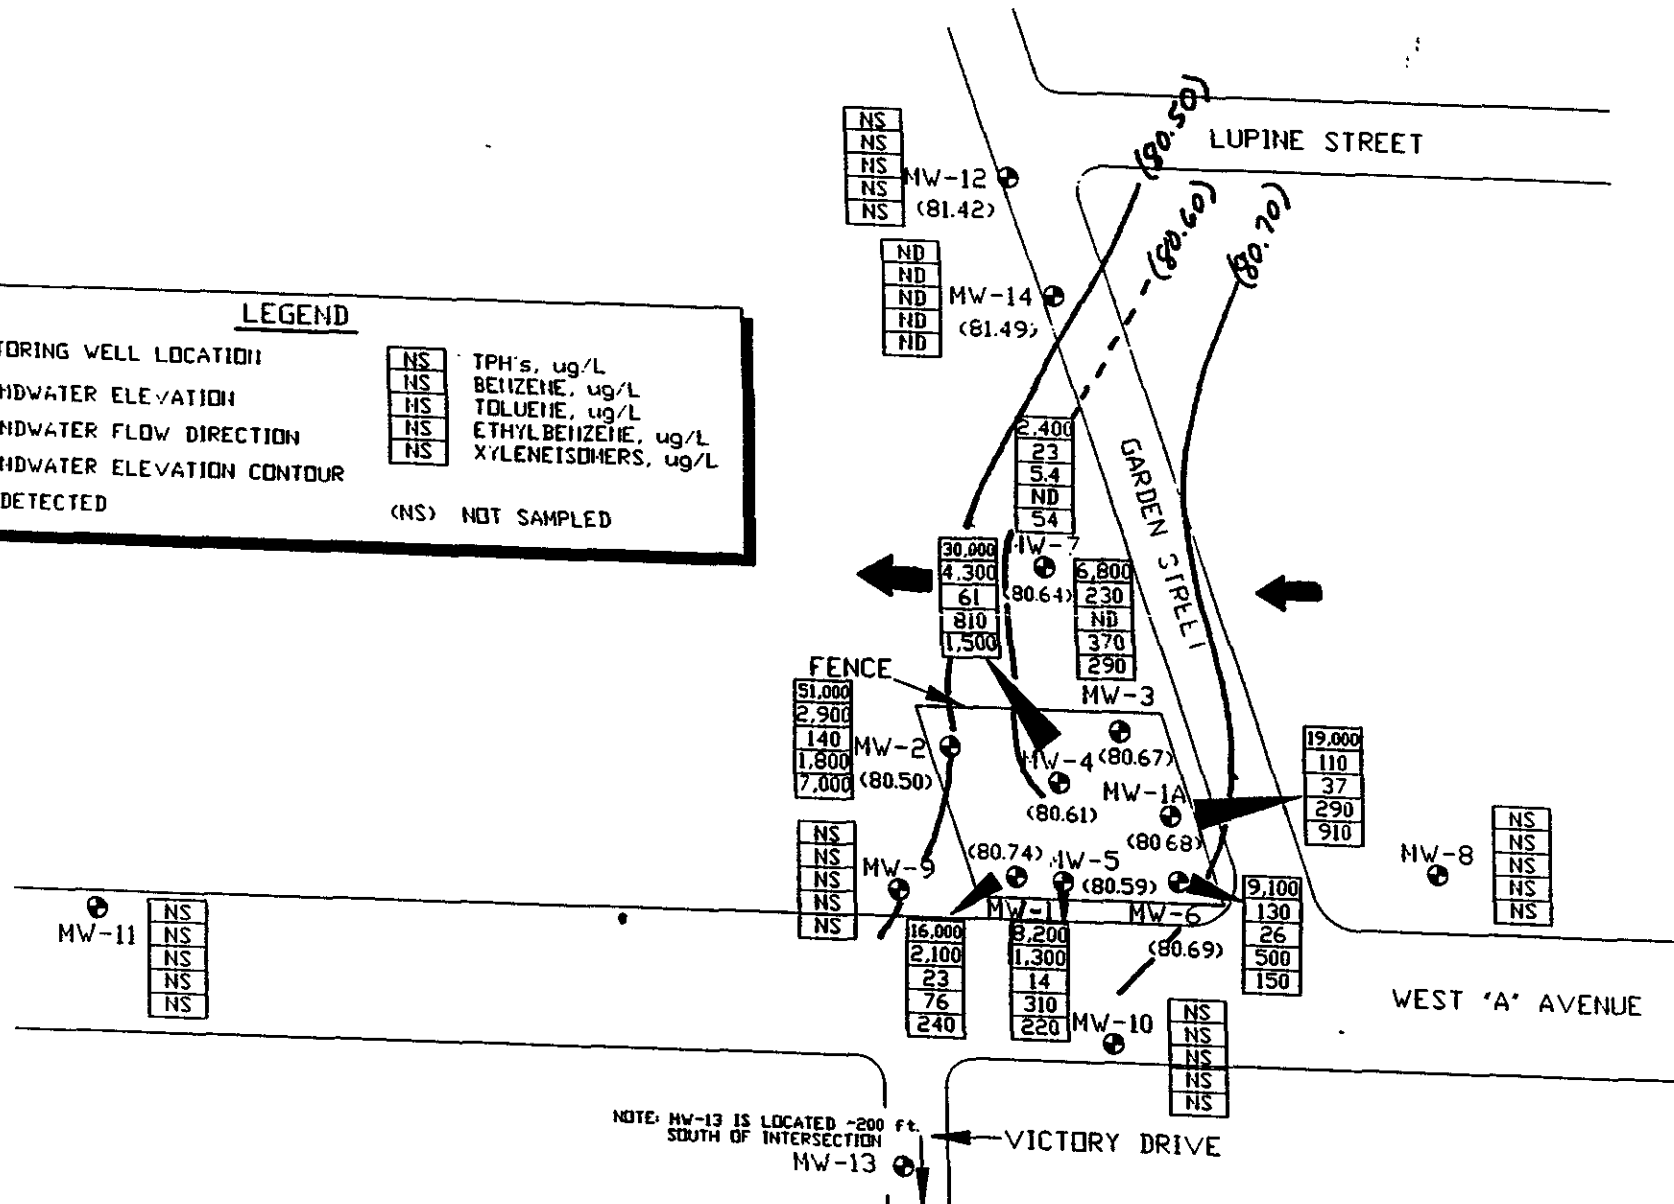 (80.50)
LUPINE STREET
NS
NS
NS
NS
NS
MW-12
(81.42)
(80.60)
(80.70)
ND
ND
ND
ND
ND
MW-14
(81.49)
LEGEND
TORING WELL LOCATION
NDWATER ELEVATION
NDWATER FLOW DIRECTION
NDWATER ELEVATION CONTOUR
DETECTED
NS TPH's, ug/L
NS BENZENE, ug/L
NS TOLUENE, ug/L
NS ETHYLBENZENE, ug/L
NS XYLENEISOMERS, ug/L
(NS) NOT SAMPLED
2,400
23
5.4
ND
54
MW-7
(80.64)
GARDEN STREET
30,000
4,300
61
810
1,500
6,800
230
ND
370
290
MW-3
(80.67)
FENCE
51,000
2,900
140
1,800
7,000
MW-2
(80.50)
MW-4
(80.61)
MW-1A
(80.68)
19,000
110
37
290
910
NS
NS
NS
NS
NS
MW-9
(80.74)
MW-5
(80.59)
MW-1
MW-6
(80.69)
9,100
130
26
500
150
MW-8
NS
NS
NS
NS
NS
MW-11
NS
NS
NS
NS
NS
16,000
2,100
23
76
240
8,200
1,300
14
310
220
MW-10
NS
NS
NS
NS
NS
WEST "A" AVENUE
NOTE: MW-13 IS LOCATED ~200 ft.
SOUTH OF INTERSECTION
MW-13
VICTORY DRIVE